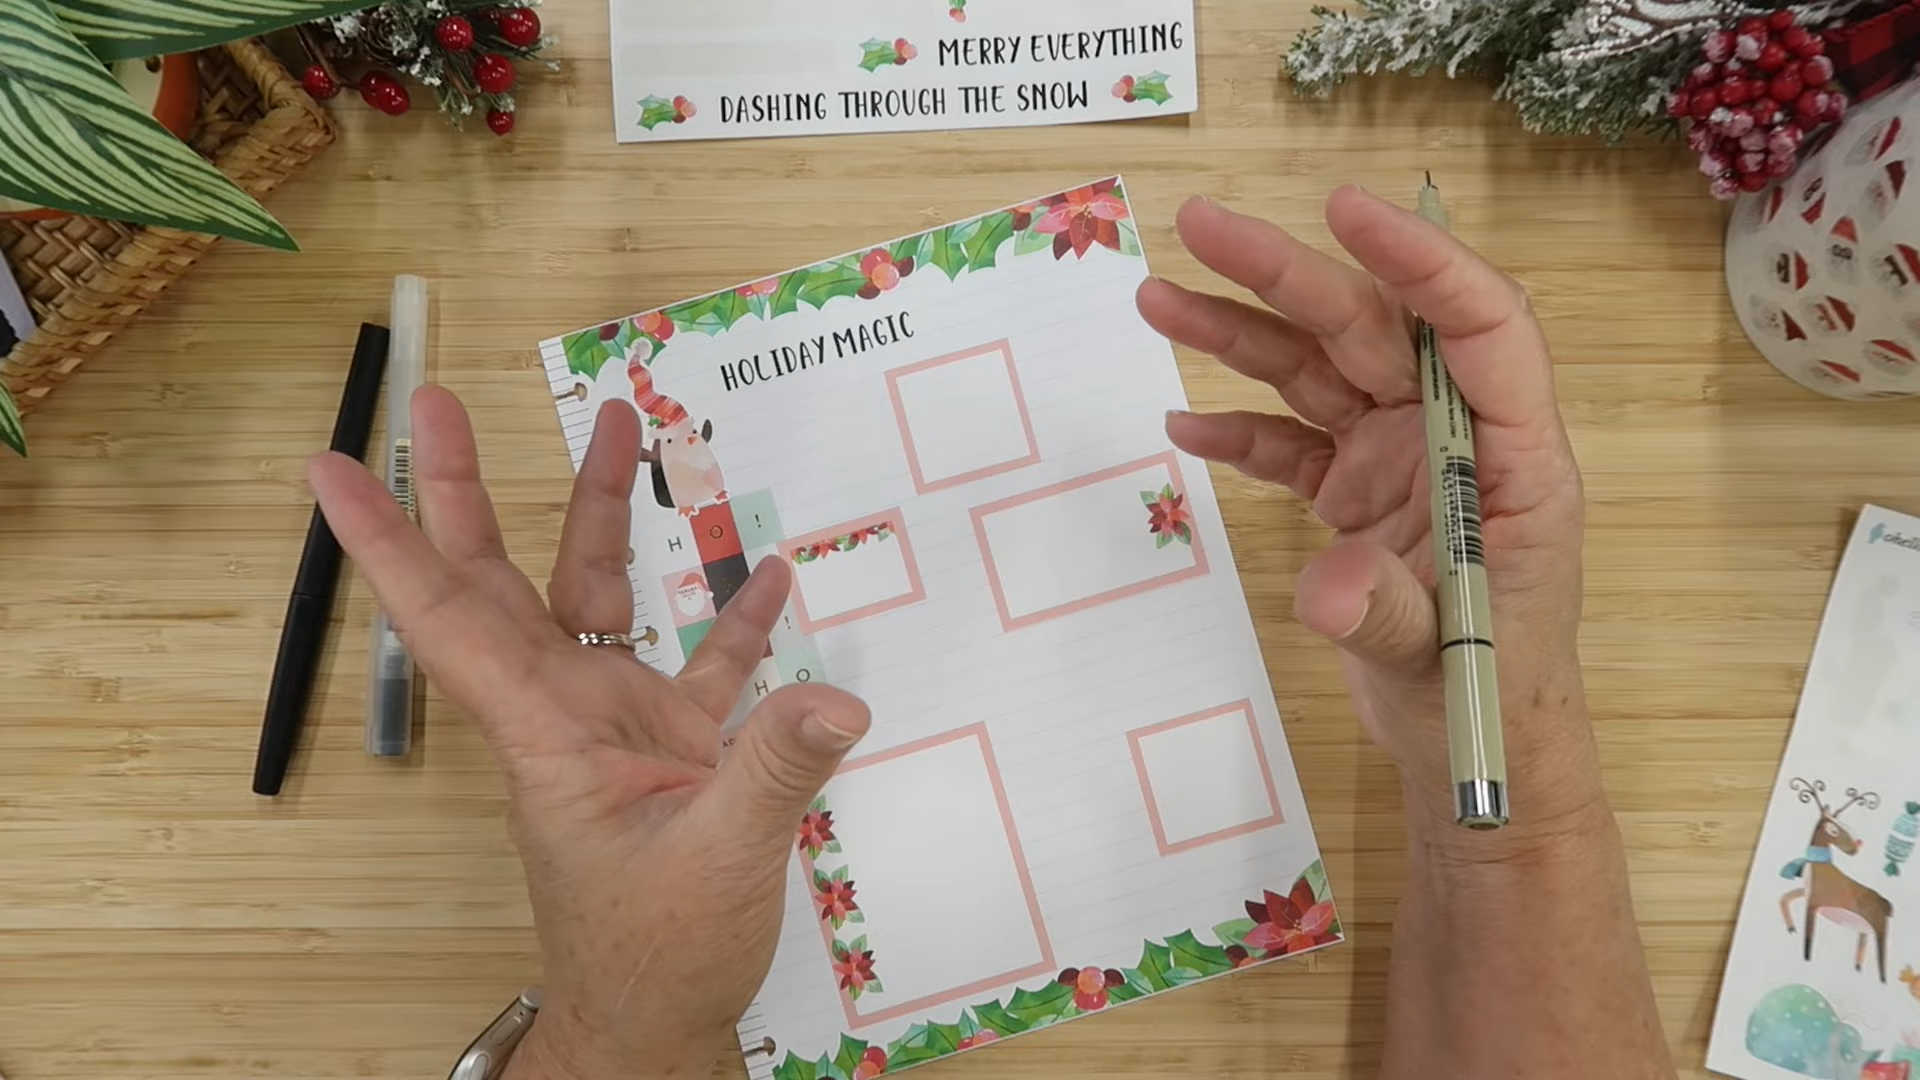 MERRY EVERYTHING
DASHING THROUGH THE SNOW
HOLIDAY MAGIC
O !
H
!
H O